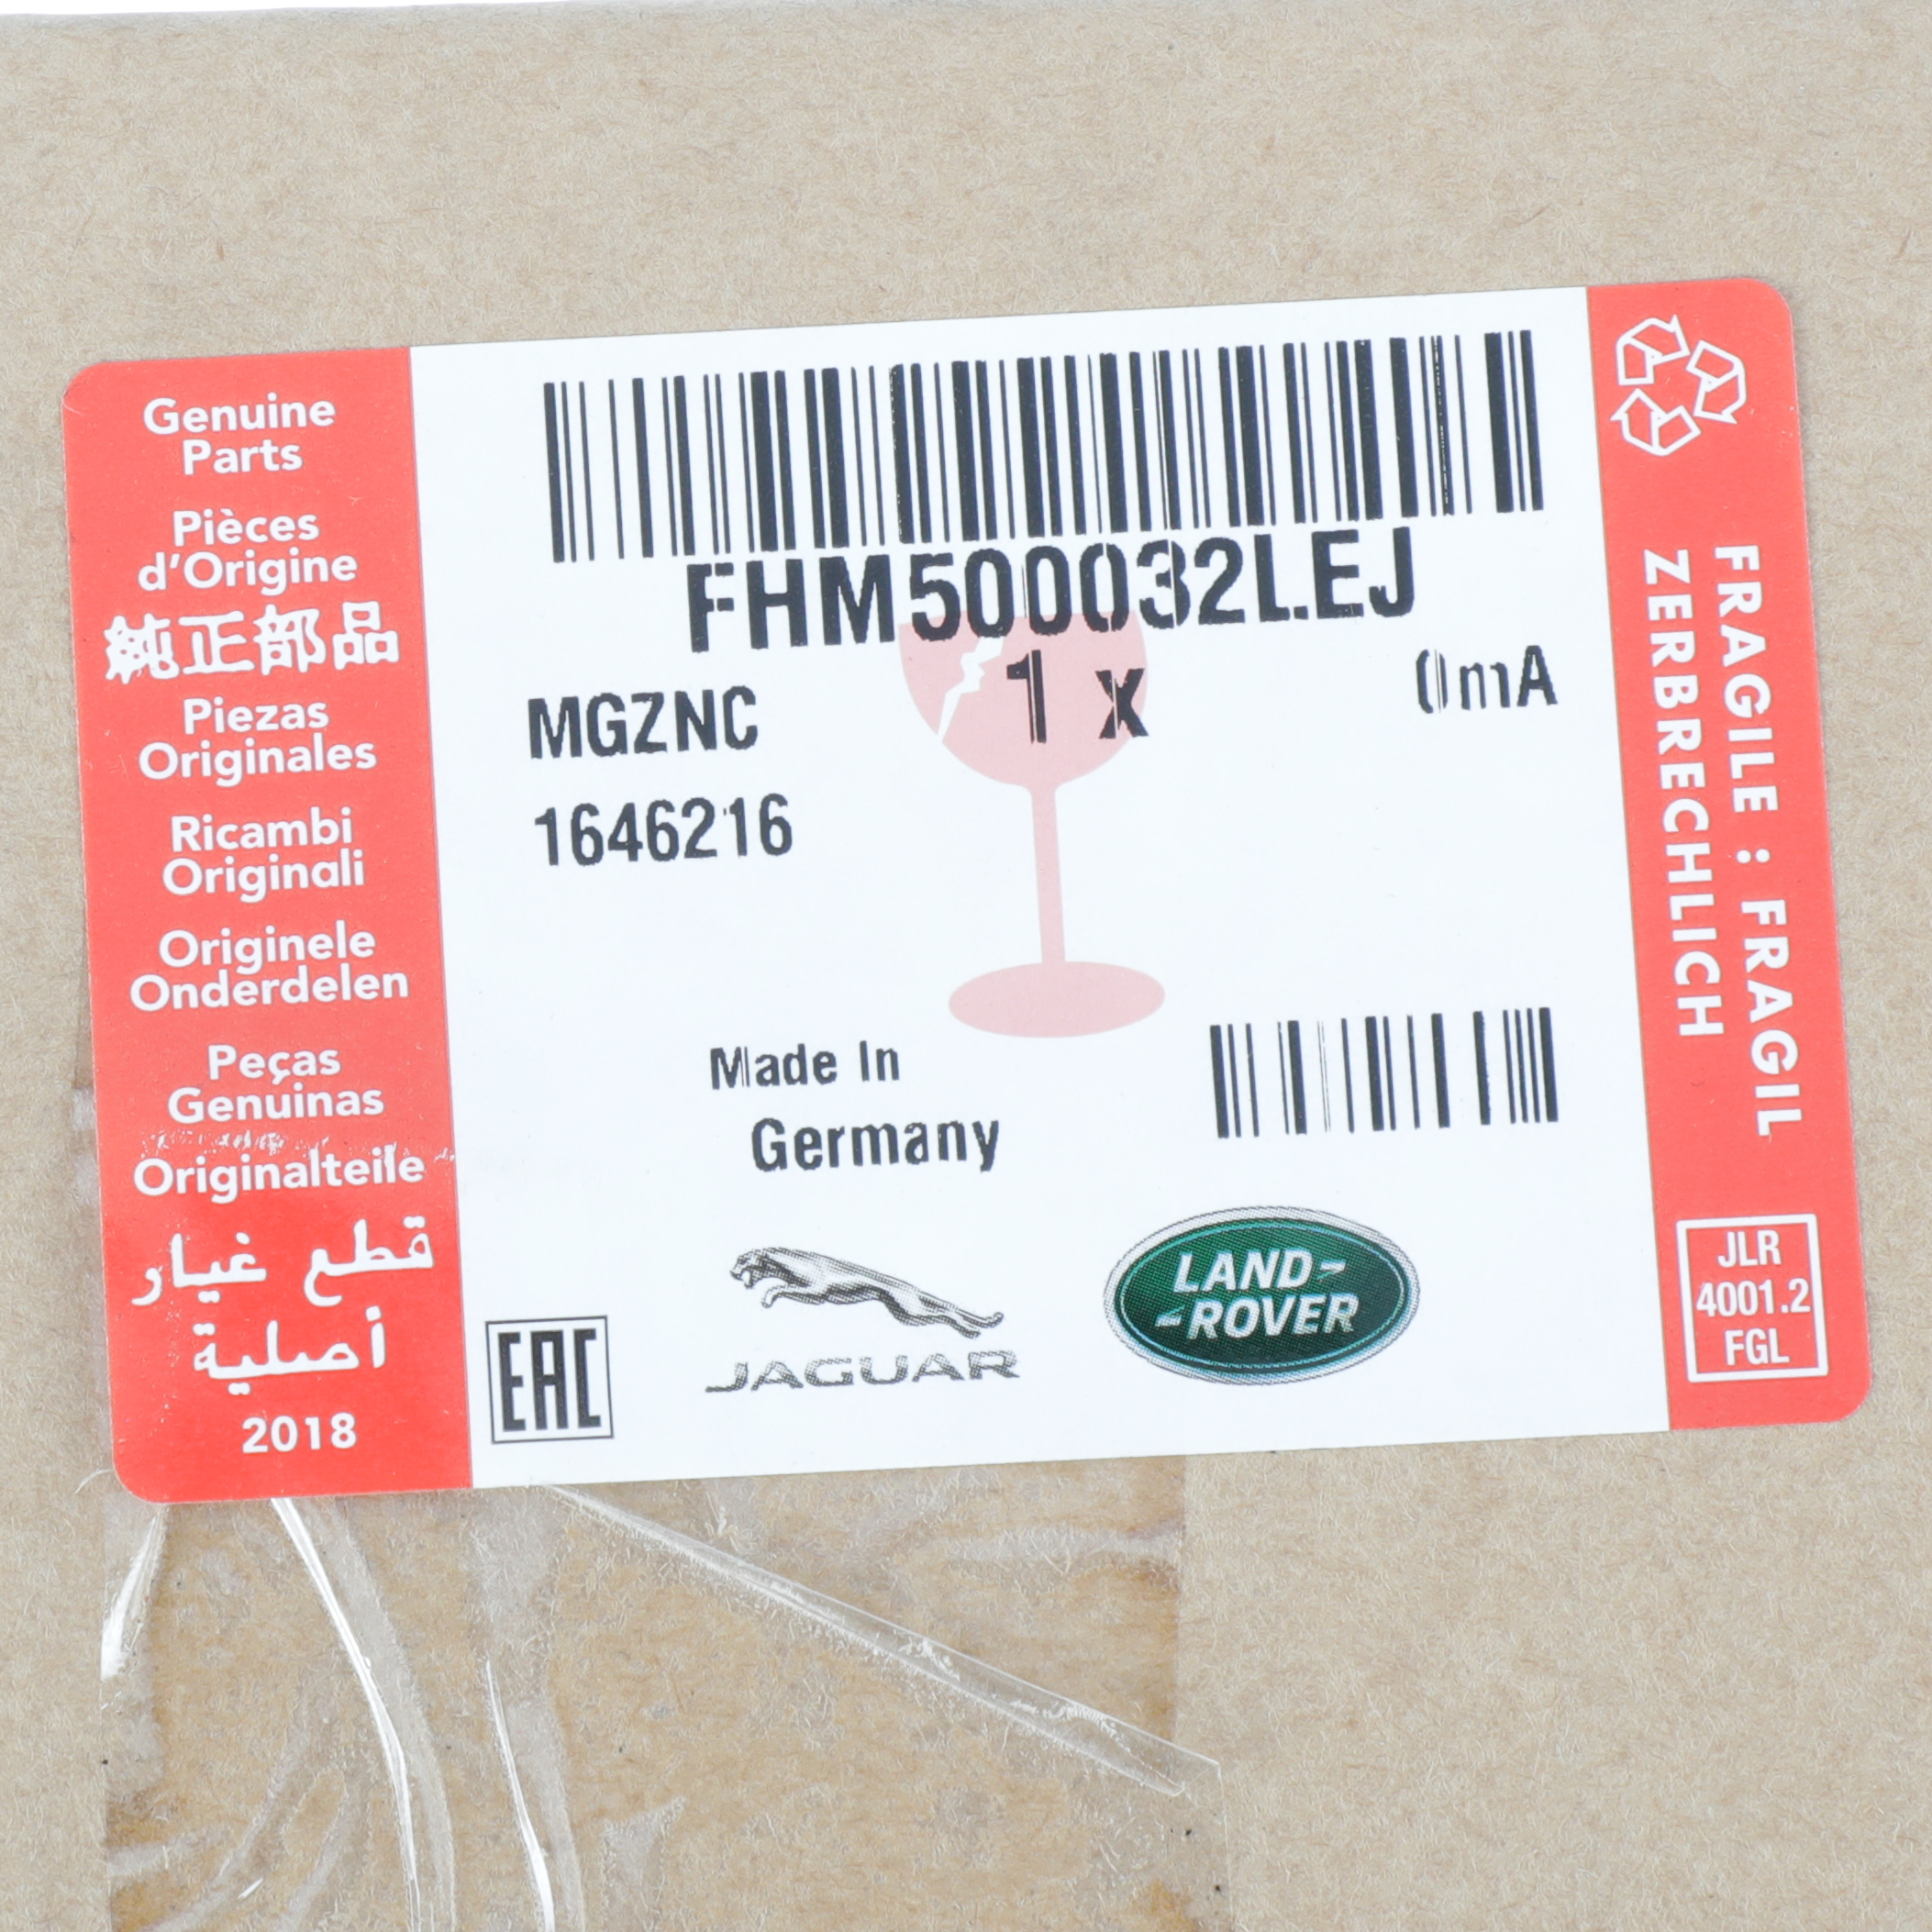 Genuine
Parts
Pièces
d'Origine
純正部品
Piezas
Originales
Ricambi
Originali
Originele
Onderdelen
Peças
Genuinas
Originalteile
قطع غيار
أصلية
2018
FHM500032LEJ
MGZNC 1 x 0mA
1646216
Made In
Germany
EAC
JAGUAR
LAND-
-ROVER
FRAGILE : FRAGIL
ZERBRECHLICH
JLR
4001.2
FGL